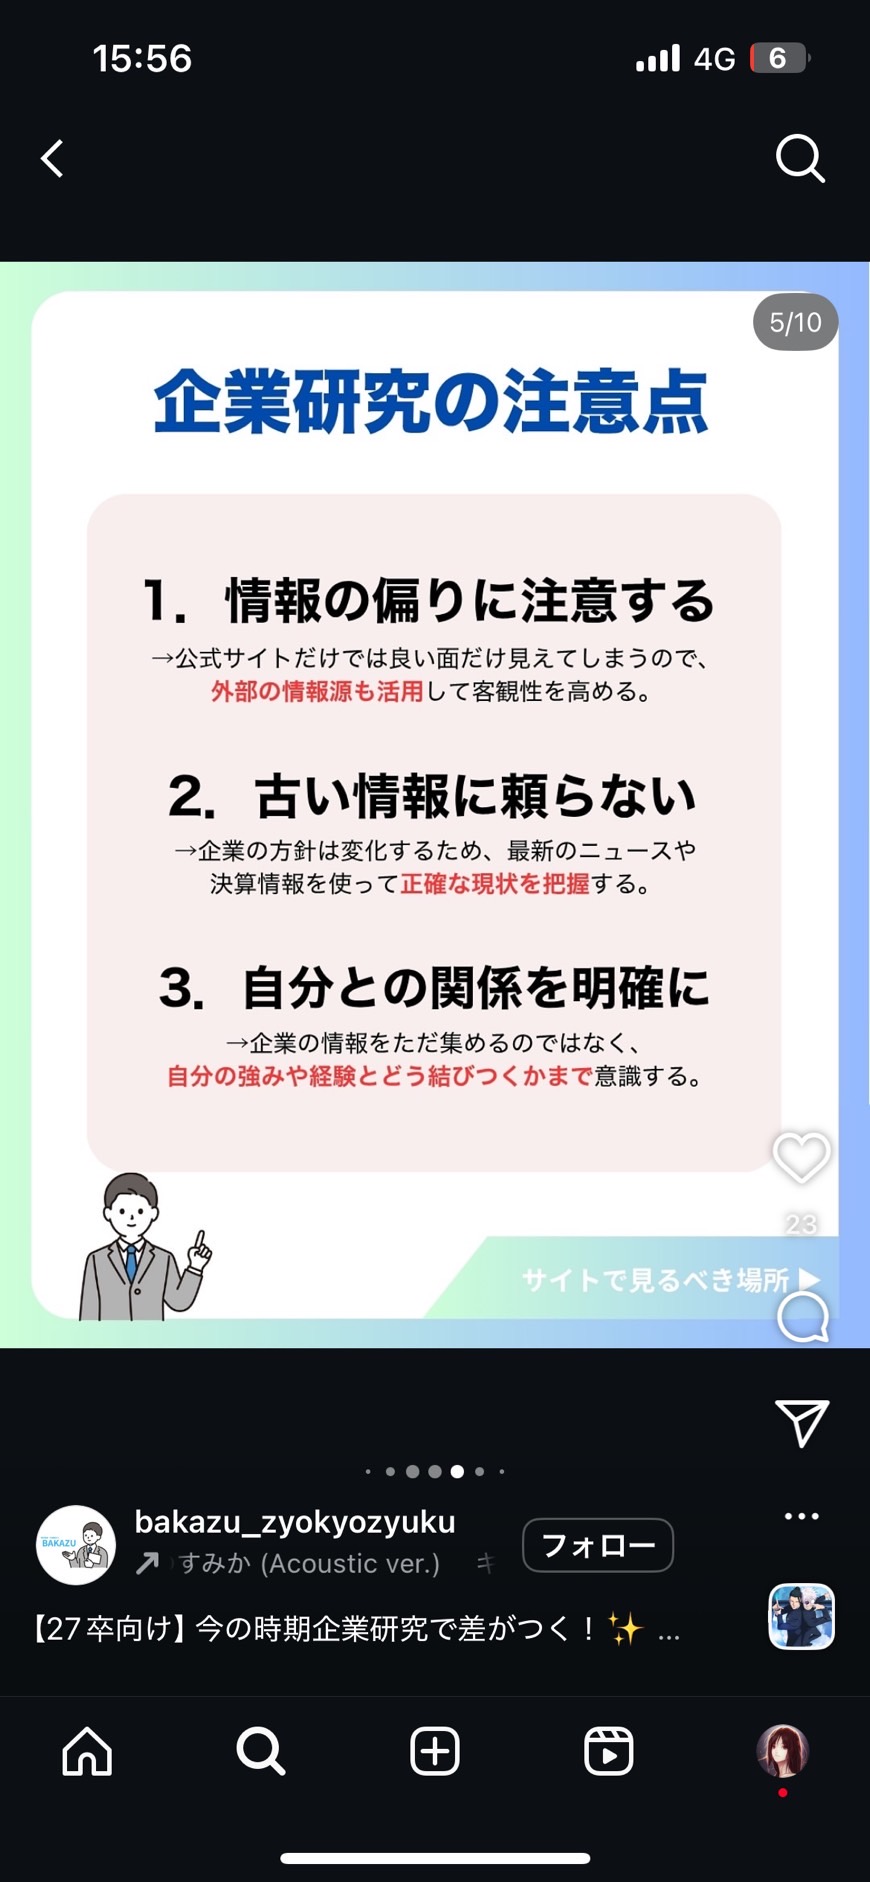 15:56
4G 6
5/10
企業研究の注意点
1．情報の偏りに注意する
→公式サイトだけでは良い面だけ見えてしまうので、
外部の情報源も活用して客観性を高める。
2．古い情報に頼らない
→企業の方針は変化するため、最新のニュースや
決算情報を使って正確な現状を把握する。
3．自分との関係を明確に
→企業の情報をただ集めるのではなく、
自分の強みや経験とどう結びつくかまで意識する。
23
サイトで見るべき場所▶
BAKAZU
bakazu_zyokyozyuku
すみか (Acoustic ver.) キ
フォロー
【27卒向け】今の時期企業研究で差がつく！✨ ...